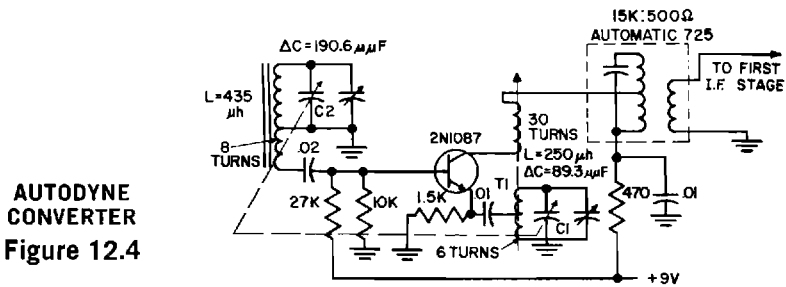 15K:500Ω
AUTOMATIC 725
TO FIRST
I.F. STAGE
ΔC=190.6μμF
L=435
μh
C2
8
TURNS
.02
2N1087
30
TURNS
L=250μh
ΔC=89.3μμF
T1
.01
1.5K
C1
27K
10K
6 TURNS
470
.01
+9V
AUTODYNE
CONVERTER
Figure 12.4